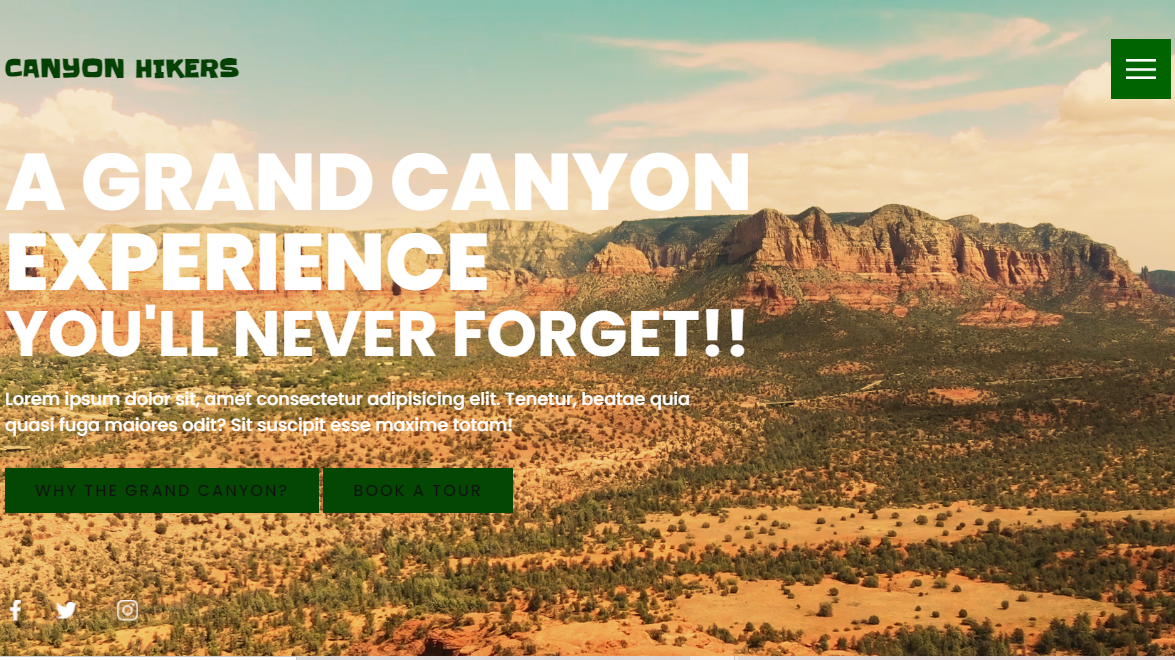 CANYON HIKERS
A GRAND CANYON
EXPERIENCE
YOU'LL NEVER FORGET!!
Lorem ipsum dolor sit, amet consectetur adipisicing elit. Tenetur, beatae quia
quasi fuga maiores odit? Sit suscipit esse maxime totam!
WHY THE GRAND CANYON? BOOK A TOUR